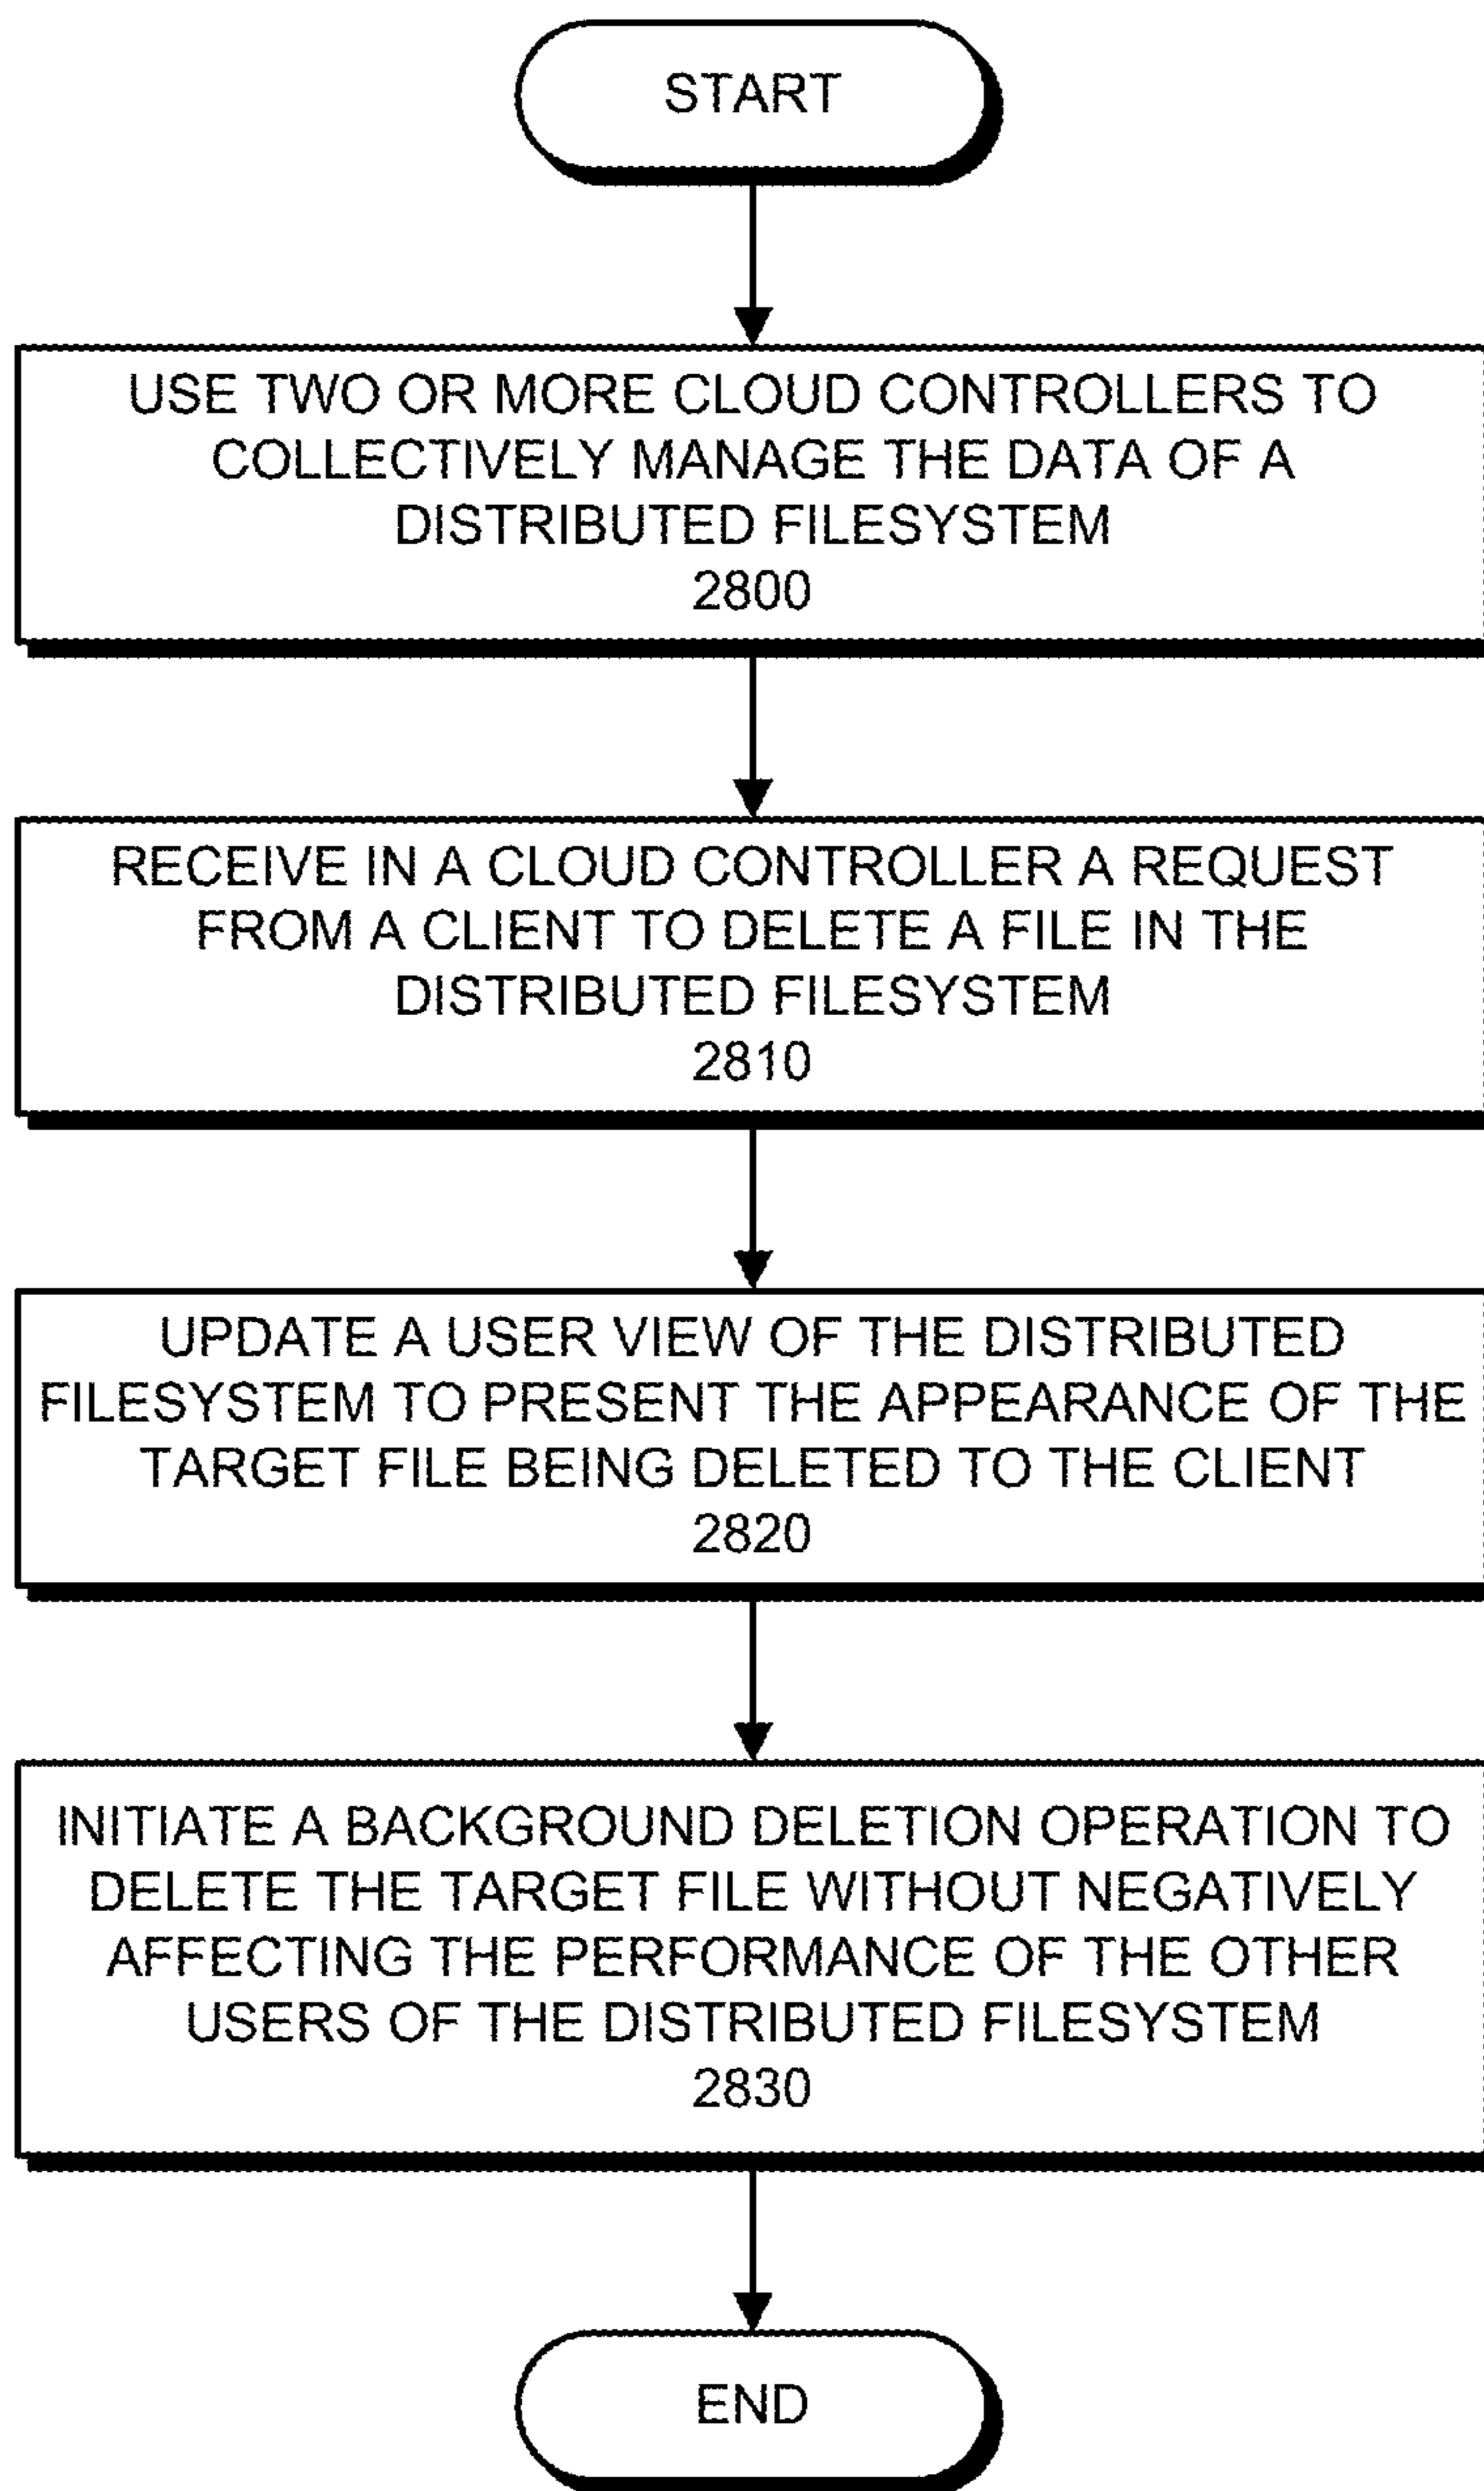 START
USE TWO OR MORE CLOUD CONTROLLERS TO
COLLECTIVELY MANAGE THE DATA OF A
DISTRIBUTED FILESYSTEM
2800
RECEIVE IN A CLOUD CONTROLLER A REQUEST
FROM A CLIENT TO DELETE A FILE IN THE
DISTRIBUTED FILESYSTEM
2810
UPDATE A USER VIEW OF THE DISTRIBUTED
FILESYSTEM TO PRESENT THE APPEARANCE OF THE
TARGET FILE BEING DELETED TO THE CLIENT
2820
INITIATE A BACKGROUND DELETION OPERATION TO
DELETE THE TARGET FILE WITHOUT NEGATIVELY
AFFECTING THE PERFORMANCE OF THE OTHER
USERS OF THE DISTRIBUTED FILESYSTEM
2830
END